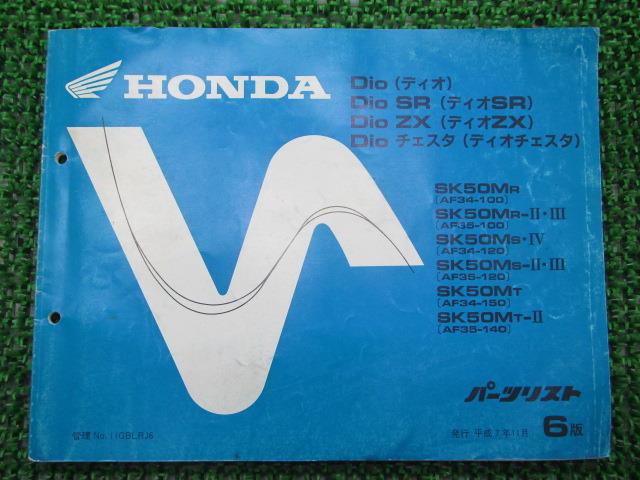 HONDA
Dio (ディオ)
Dio SR (ディオSR)
Dio ZX (ディオZX)
Dio チェスタ (ディオチェスタ)
SK50MR
[AF34-100]
SK50MR-II・III
[AF35-100]
SK50MS・IV
[AF34-120]
SK50MS-II・III
[AF35-120]
SK50MT
[AF34-150]
SK50MT-II
[AF35-140]
パーツリスト
管理 No. 11GBLRJ6
発行 平成7年11月 6版